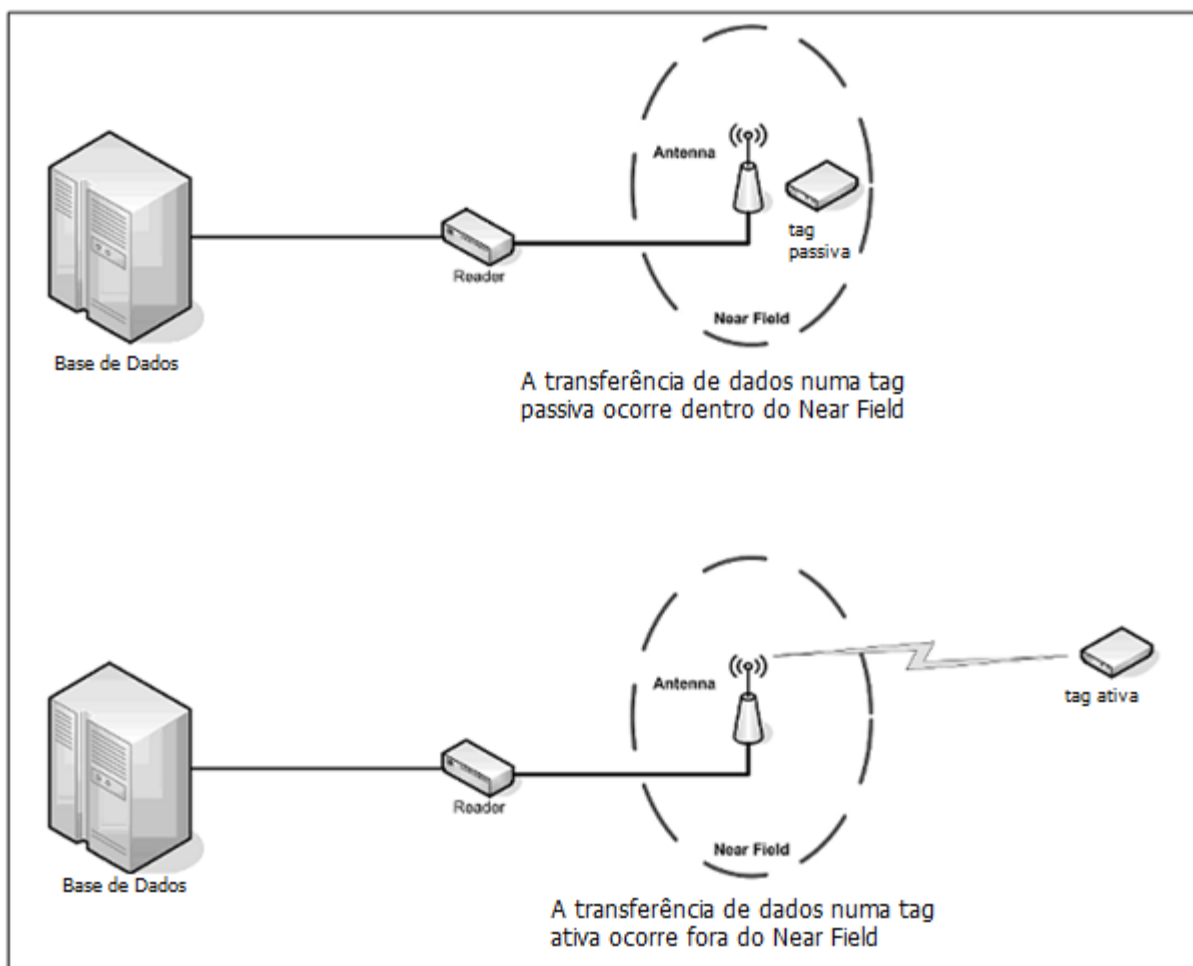 Antenna
tag
passiva
Reader
Near Field
Base de Dados
A transferência de dados numa tag
passiva ocorre dentro do Near Field
Antenna
tag ativa
Reader
Near Field
Base de Dados
A transferência de dados numa tag
ativa ocorre fora do Near Field